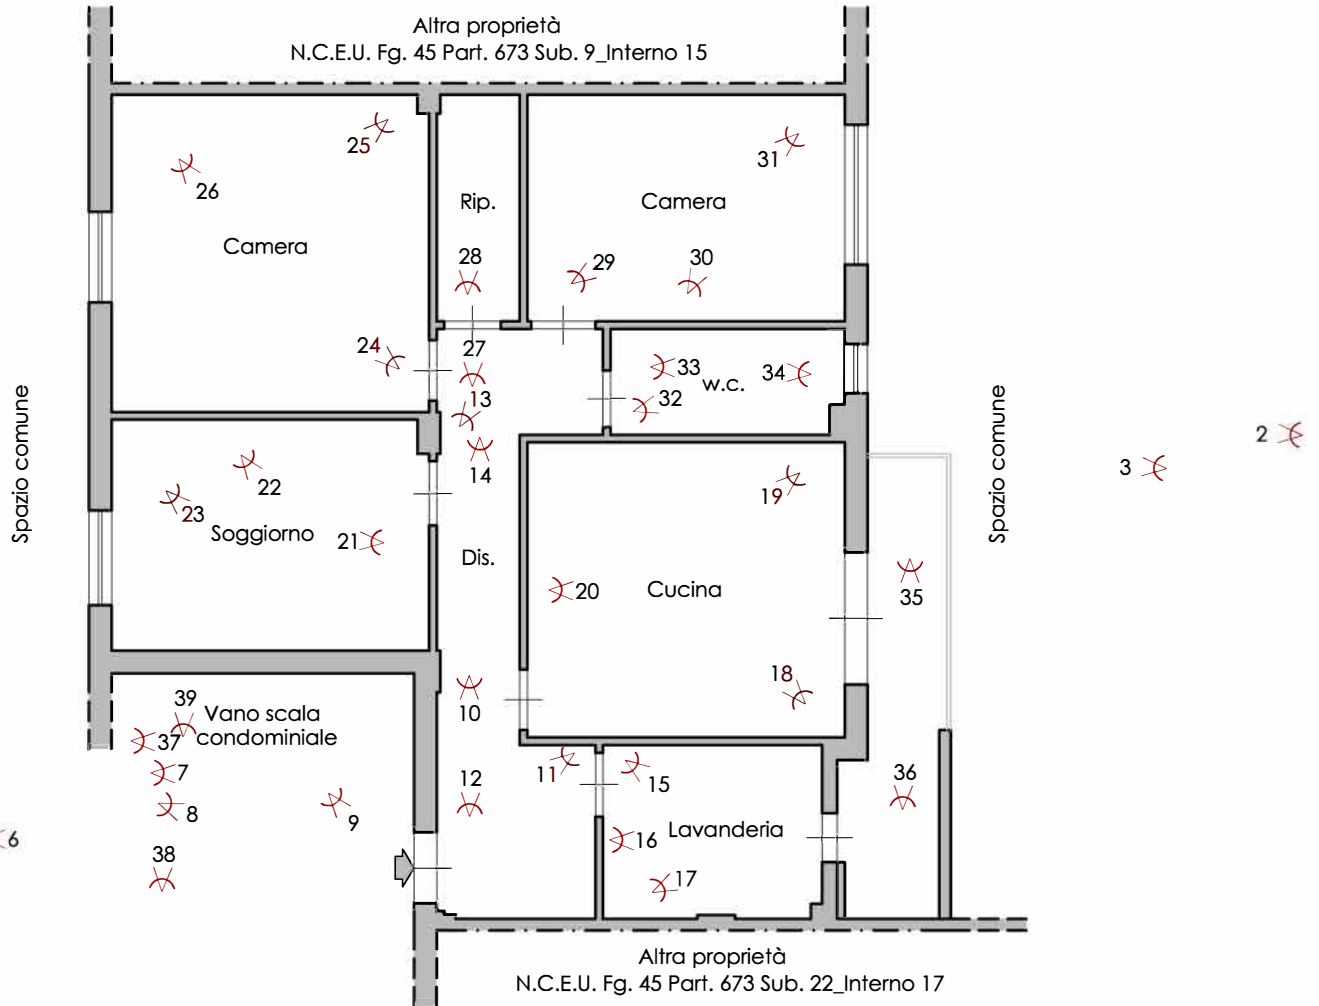 Altra proprietà
N.C.E.U. Fg. 45 Part. 673 Sub. 9_Interno 15
25
26
31
Rip.
Camera
Camera
28
29
30
24
27
33
34
w.c.
13
32
Spazio comune
Spazio comune
2
3
14
22
19
23
Soggiorno
21
Dis.
20
Cucina
35
18
39
10
Vano scala
condominiale
37
7
11
15
12
36
8
9
6
16
Lavanderia
38
17
Altra proprietà
N.C.E.U. Fg. 45 Part. 673 Sub. 22_Interno 17